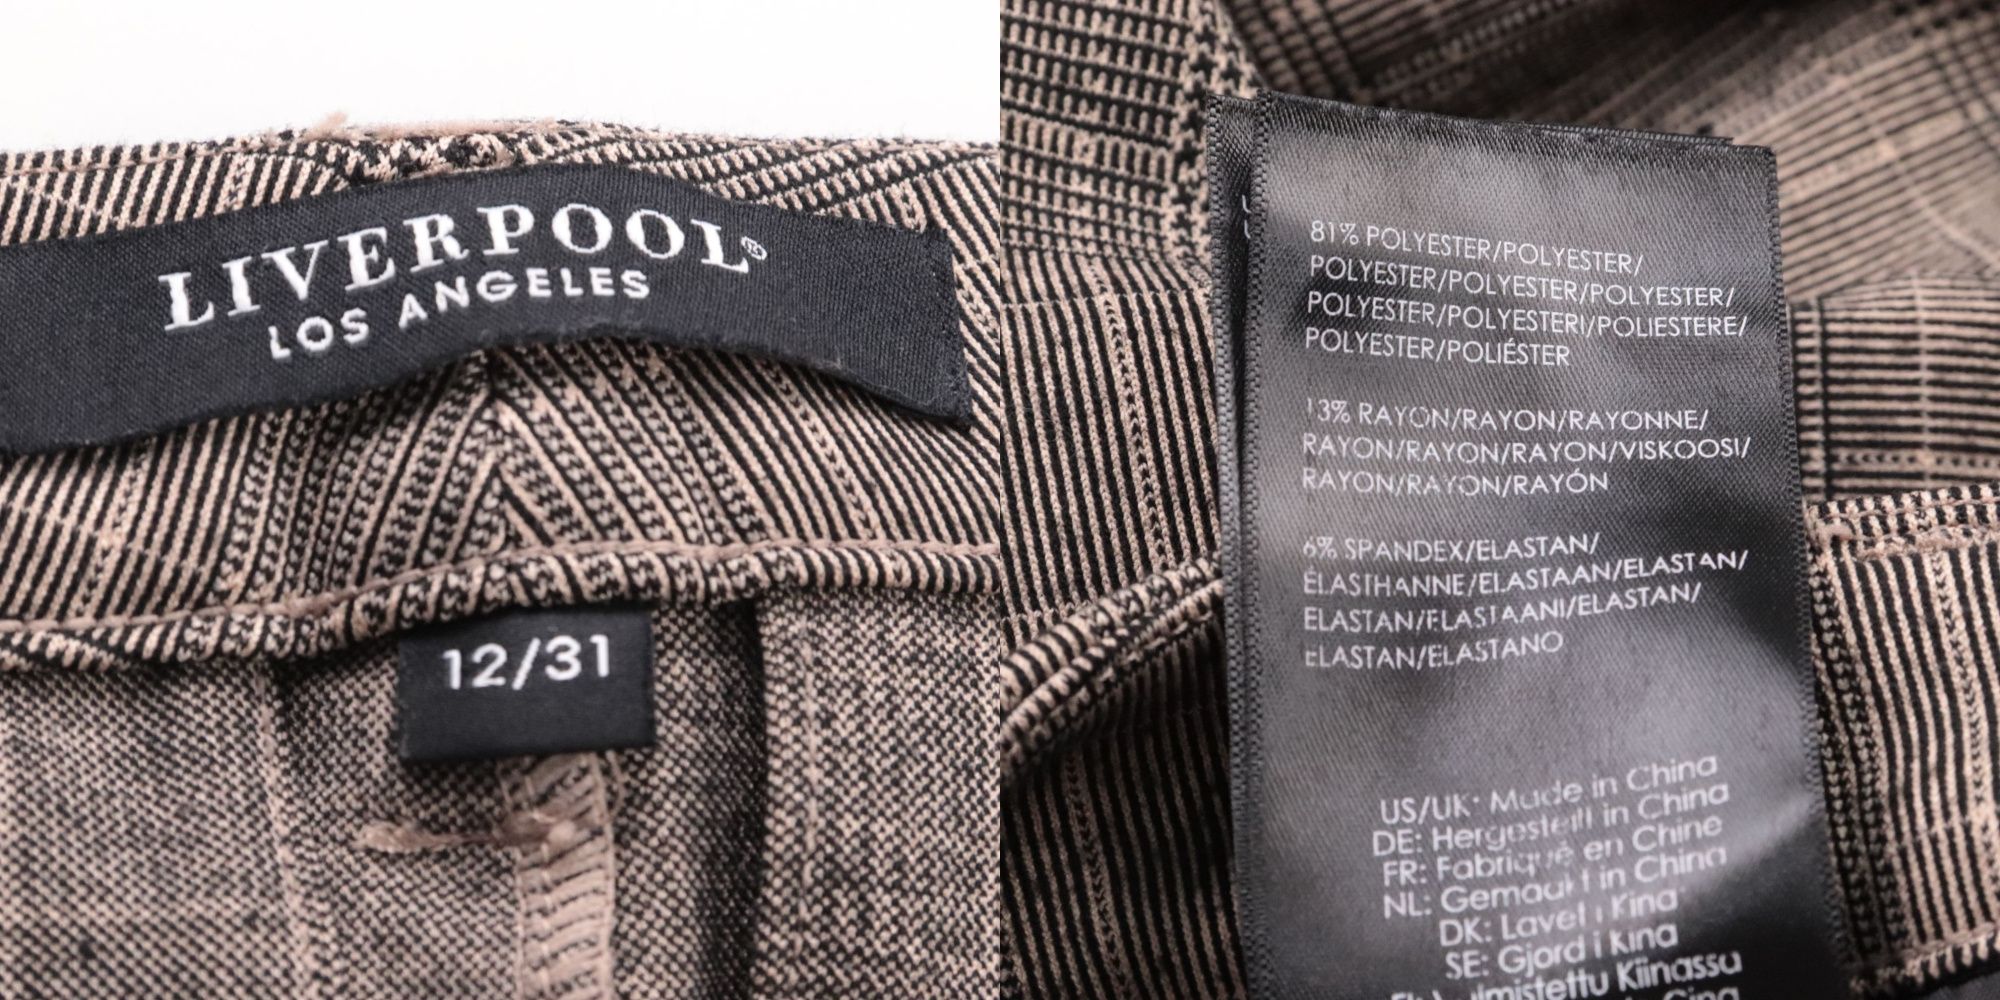 LIVERPOOL®
LOS ANGELES
12/31
81% POLYESTER/POLYESTER/
POLYESTER/POLYESTER/POLYESTER/
POLYESTER/POLYESTERI/POLIESTERE/
POLYESTER/POLIÉSTER
13% RAYON/RAYON/RAYONNE/
RAYON/RAYON/RAYON/VISKOOSI/
RAYON/RAYON/RAYÓN
6% SPANDEX/ELASTAN/
ÉLASTHANNE/ELASTAAN/ELASTAN/
ELASTAN/ELASTAANI/ELASTAN/
ELASTAN/ELASTANO
US/UK: Made in China
DE: Hergestellt in China
FR: Fabriqué en Chine
NL: Gemaakt in China
DK: Lavet i Kina
SE: Gjord i Kina
Valmistettu Kiinassa